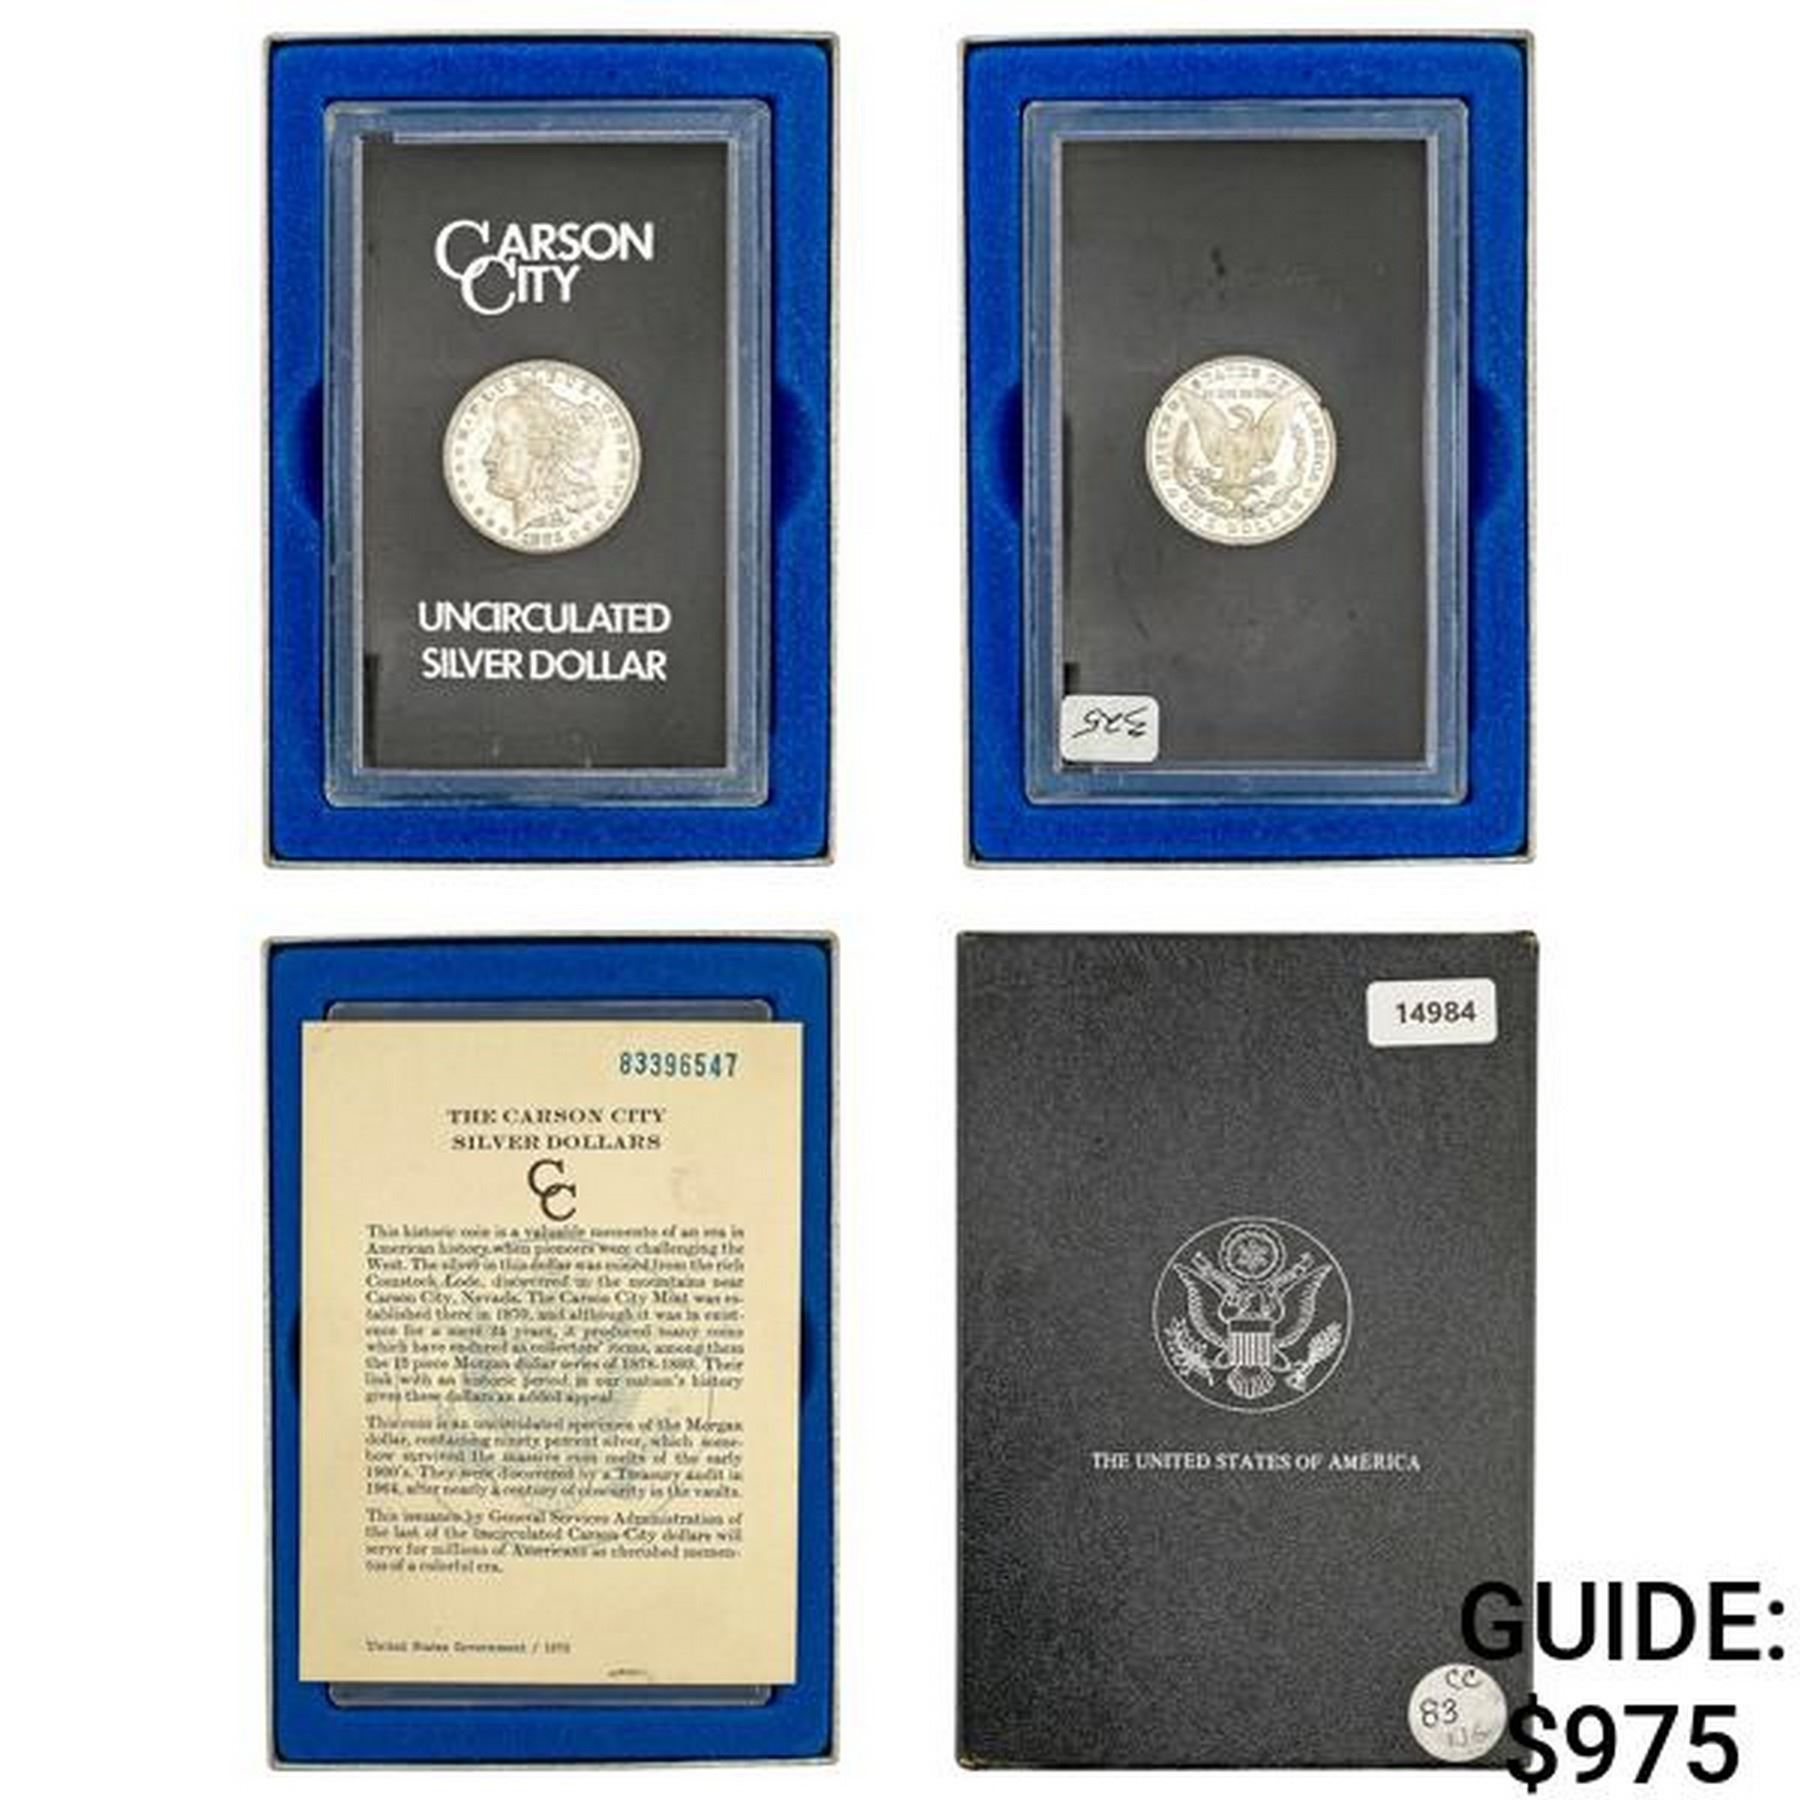 CARSON
CITY
UNCIRCULATED
SILVER DOLLAR
325
83396547
THE CARSON CITY
SILVER DOLLARS
CC
This historic coin is a valuable memento of an era in
American history, when pioneers were challenging the
West. The silver in this dollar was mined from the rich
Comstock Lode, discovered in the mountains near
Carson City, Nevada. The Carson City Mint was es-
tablished there in 1870, and although it was in exist-
ence for a mere 24 years, it produced many coins
which have endured as collectors' items, among them
the 13 piece Morgan dollar series of 1878-1893. Their
link with an historic period in our nation's history
gives these dollars an added appeal.
This coin is an uncirculated specimen of the Morgan
dollar, containing ninety percent silver, which some-
how survived the massive coin melts of the early
1900's. They were discovered by a Treasury audit in
1964, after nearly a century of obscurity in the vaults.
This issuance by General Services Administration of
the last of the uncirculated Carson City dollars will
serve for millions of Americans as cherished memen-
tos of a colorful era.
United States Government /
14984
THE UNITED STATES OF AMERICA
CC
83
GUIDE:
$975